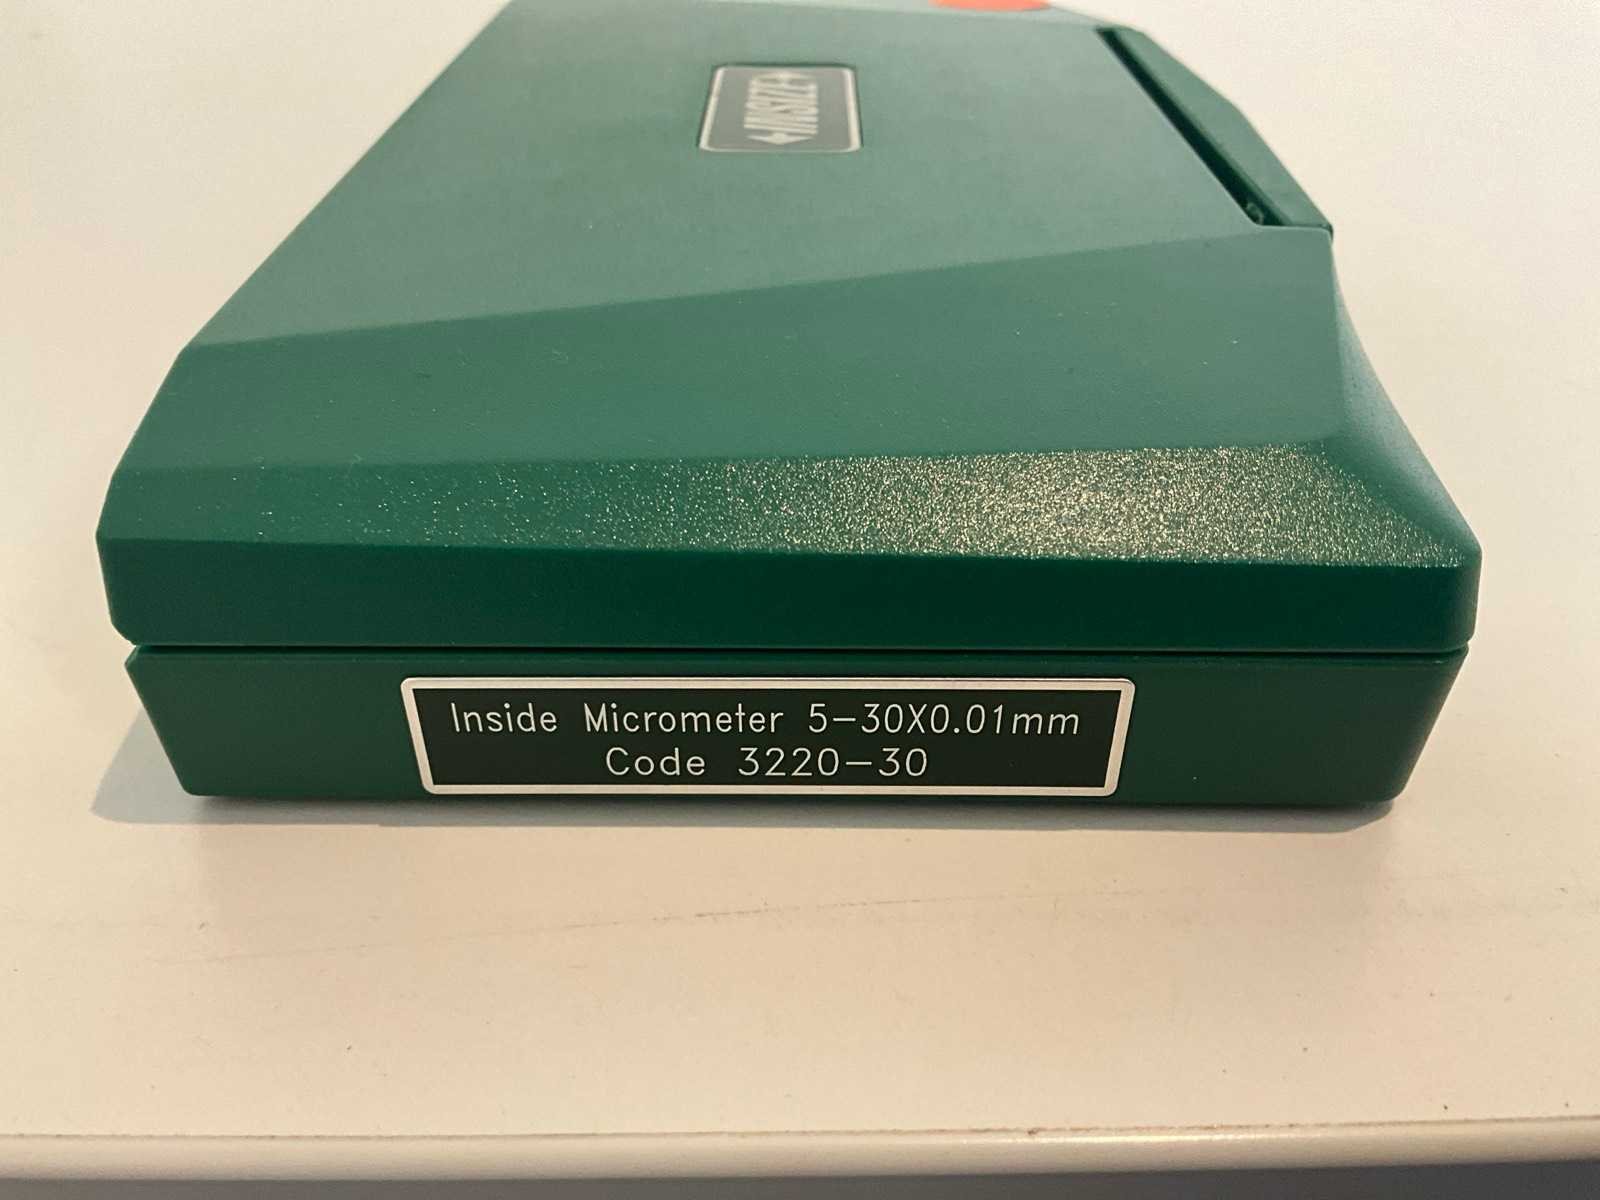 INSIZE
Inside Micrometer 5-30X0.01mm
Code 3220-30